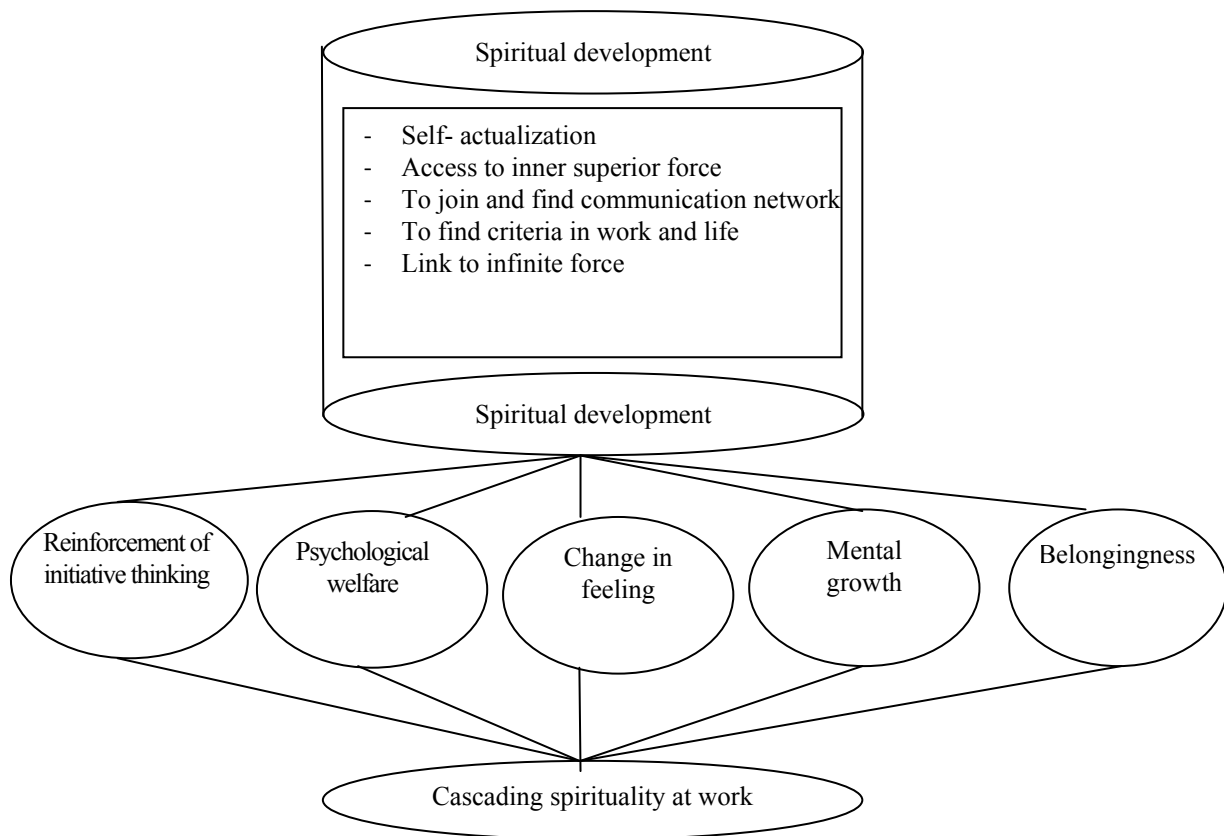 Spiritual development
- Self- actualization
- Access to inner superior force
- To join and find communication network
- To find criteria in work and life
- Link to infinite force
Spiritual development
Reinforcement of
initiative thinking
Psychological
welfare
Change in
feeling
Mental
growth
Belongingness
Cascading spirituality at work